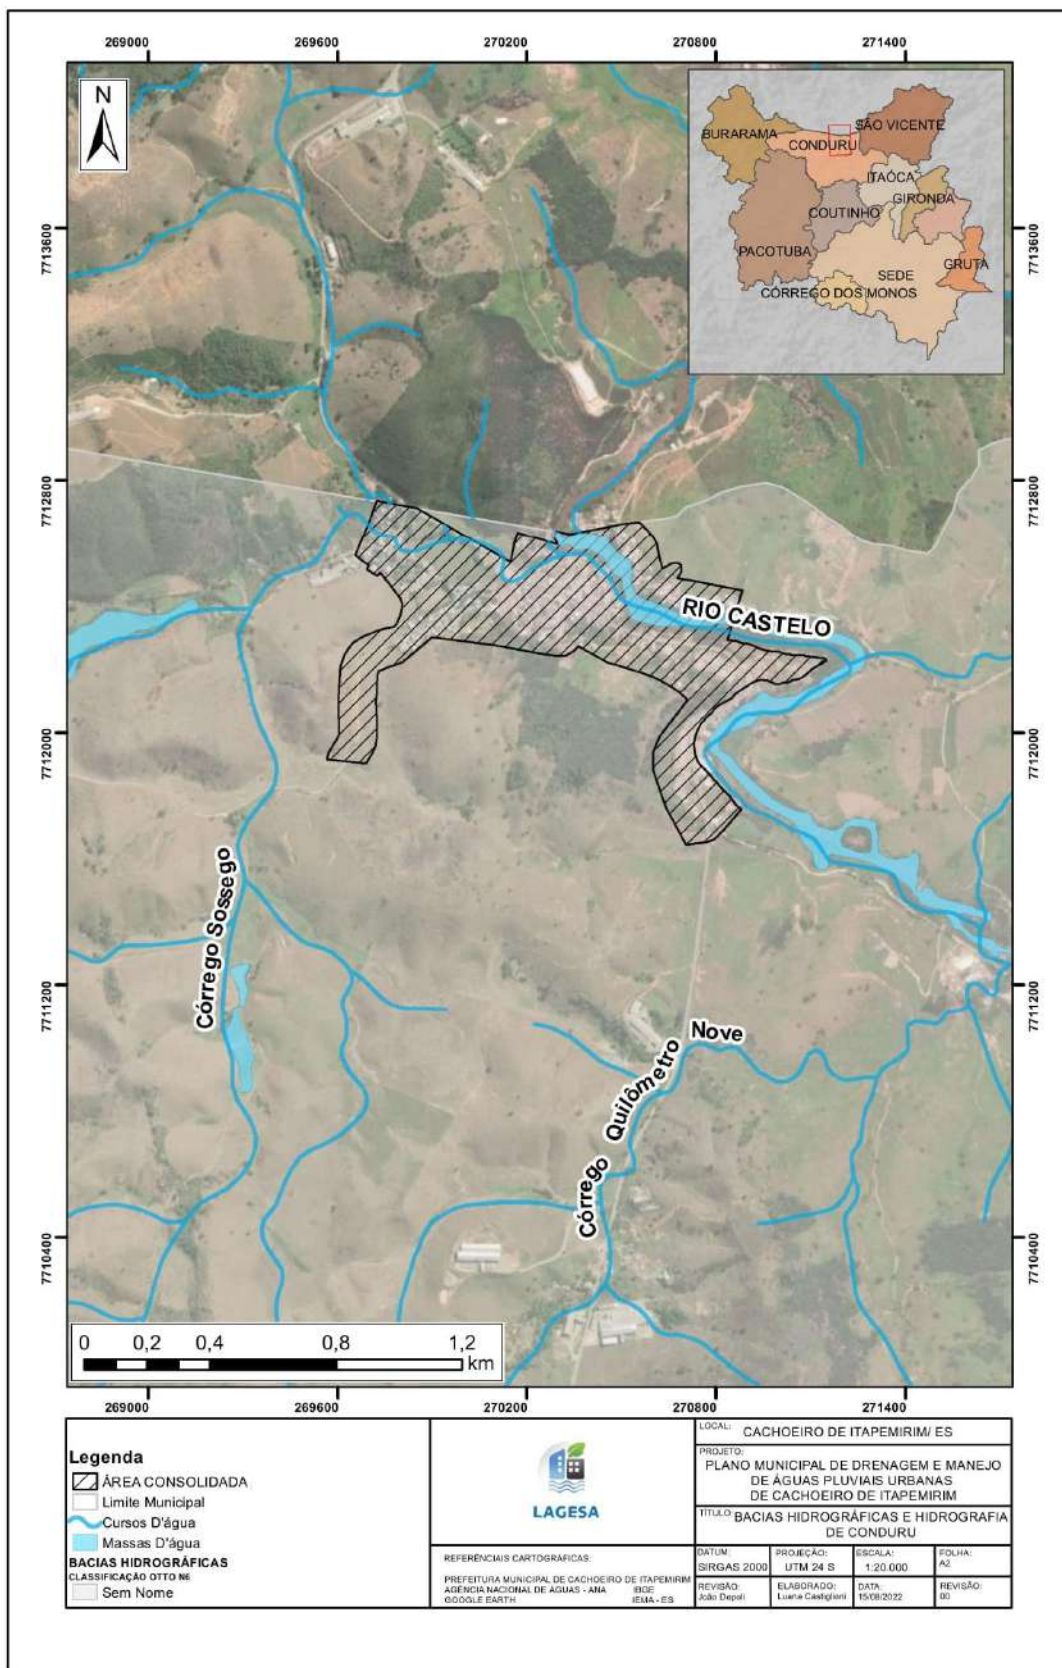 269000
269600
270200
270800
271400
N
BURARAMA
SÃO VICENTE
CONDURU
ITAÓCA
GIRONDA
COUTINHO
PACOTUBA
GRUTA
SEDE
CÓRREGO DOS MONOS
7713600
7713600
7712800
7712800
RIO CASTELO
7712000
7712000
Córrego Sossego
7711200
7711200
Córrego Quilômetro Nove
7710400
7710400
0 0,2 0,4 0,8 1,2
km
269000
269600
270200
270800
271400
Legenda
ÁREA CONSOLIDADA
Limite Municipal
Cursos D'água
Massas D'água
BACIAS HIDROGRÁFICAS
CLASSIFICAÇÃO OTTO N6
Sem Nome
LAGESA
REFERÊNCIAIS CARTOGRÁFICAS:
PREFEITURA MUNICIPAL DE CACHOEIRO DE ITAPEMIRIM
AGÊNCIA NACIONAL DE ÁGUAS - ANA IBGE
GOOGLE EARTH IEMA - ES
LOCAL: CACHOEIRO DE ITAPEMIRIM/ ES
PROJETO:
PLANO MUNICIPAL DE DRENAGEM E MANEJO
DE ÁGUAS PLUVIAIS URBANAS
DE CACHOEIRO DE ITAPEMIRIM
TÍTULO: BACIAS HIDROGRÁFICAS E HIDROGRAFIA
DE CONDURU
DATUM: PROJEÇÃO: ESCALA: FOLHA:
SIRGAS 2000 UTM 24 S 1:20.000 A2
REVISÃO: ELABORADO: DATA: REVISÃO:
João Depoli Luana Castiglioni 15/08/2022 00